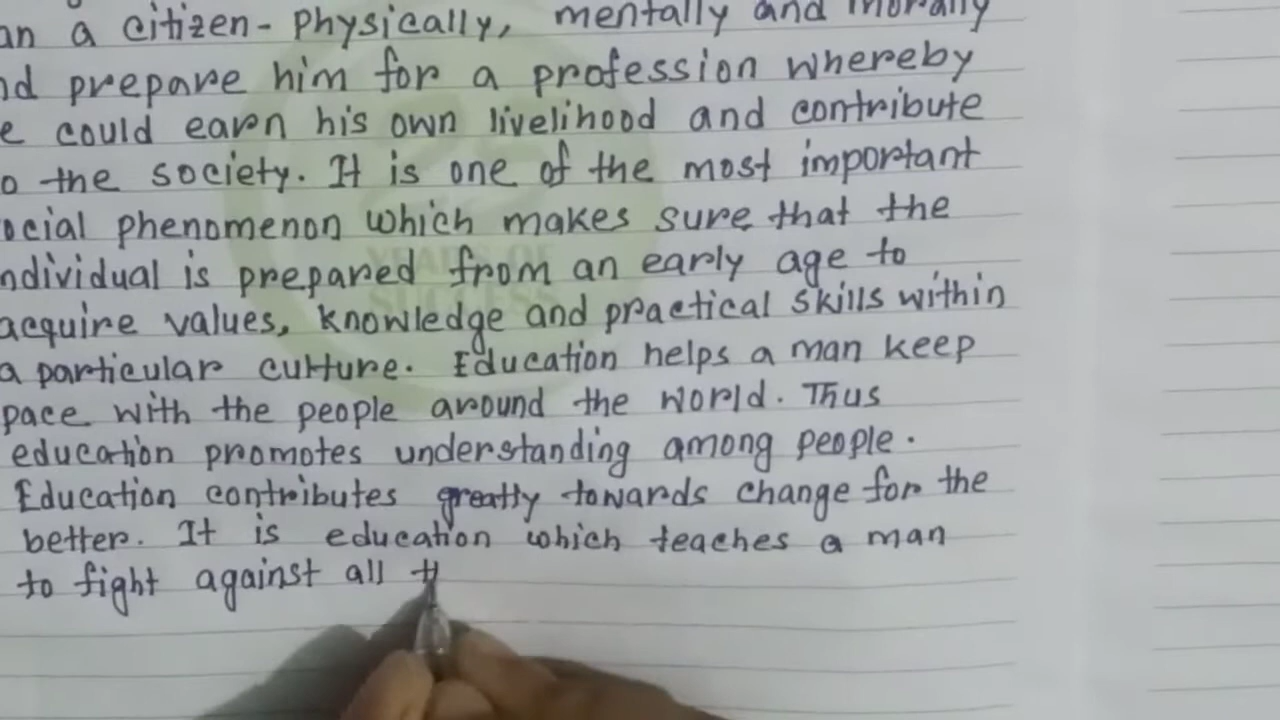 an a citizen - physically, mentally and morally
nd prepare him for a profession whereby
e could earn his own livelihood and contribute
o the society. It is one of the most important
ocial phenomenon which makes sure that the
ndividual is prepared from an early age to
acquire values, knowledge and practical skills within
a particular culture. Education helps a man keep
pace with the people around the world. Thus
education promotes understanding among people.
Education contributes greatly towards change for the
better. It is education which teaches a man
to fight against all th
YEARS OF
SUCCESS